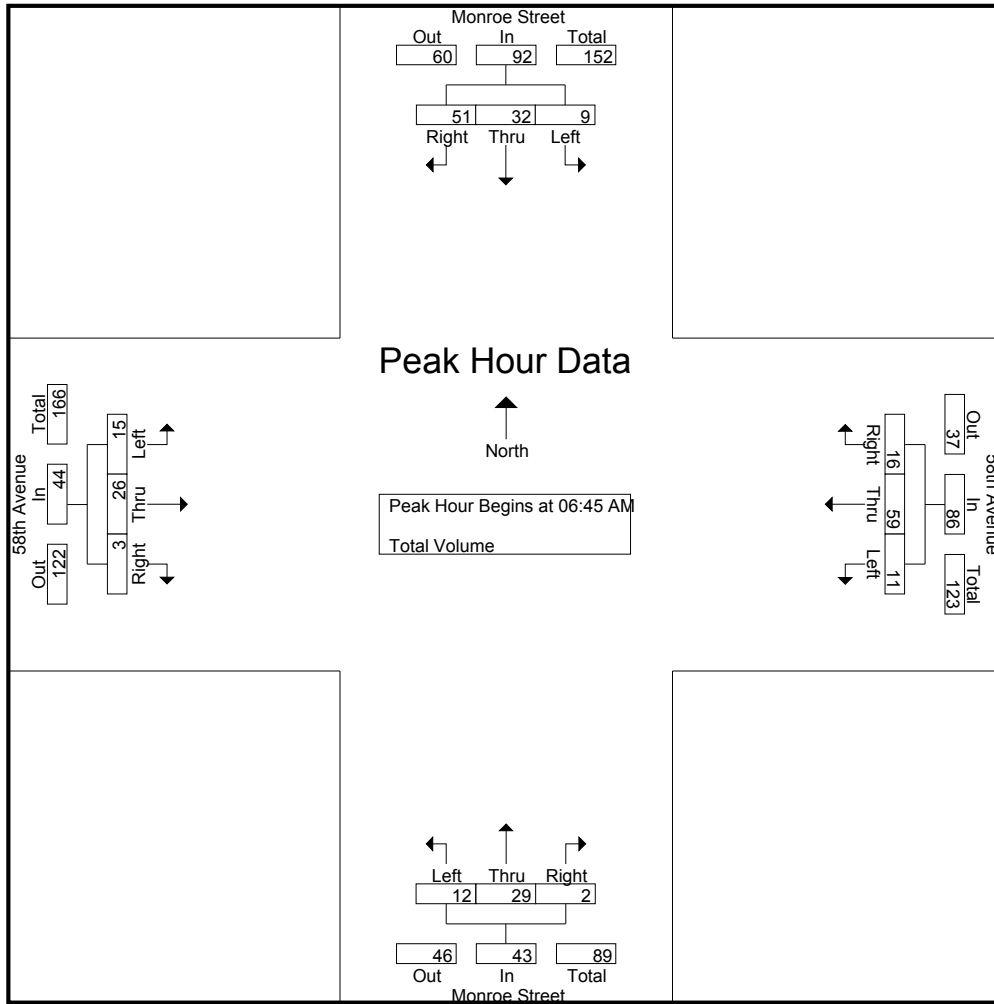 Monroe Street
Out In Total
60 92 152
51 32 9
Right Thru Left
Peak Hour Data
North
Peak Hour Begins at 06:45 AM
Total Volume
58th Avenue
Total In Out
166 44 122
15 26 3
Left Thru Right
Right Thru Left
16 59 11
Out In Total
37 86 123
58th Avenue
Left Thru Right
12 29 2
46 43 89
Out In Total
Monroe Street